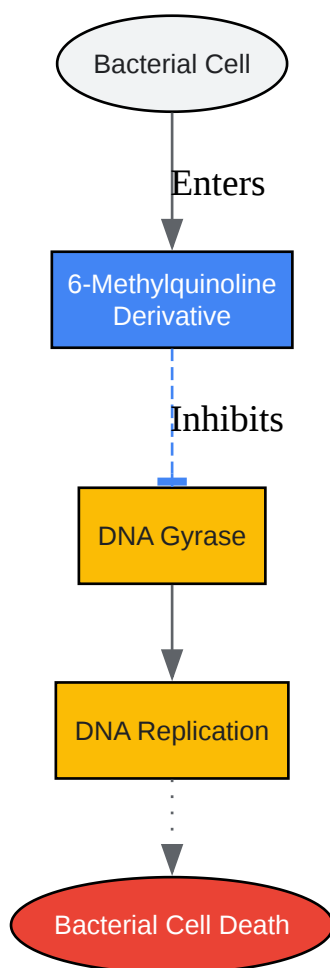 Bacterial Cell
Enters
6-Methylquinoline
Derivative
Inhibits
DNA Gyrase
DNA Replication
Bacterial Cell Death